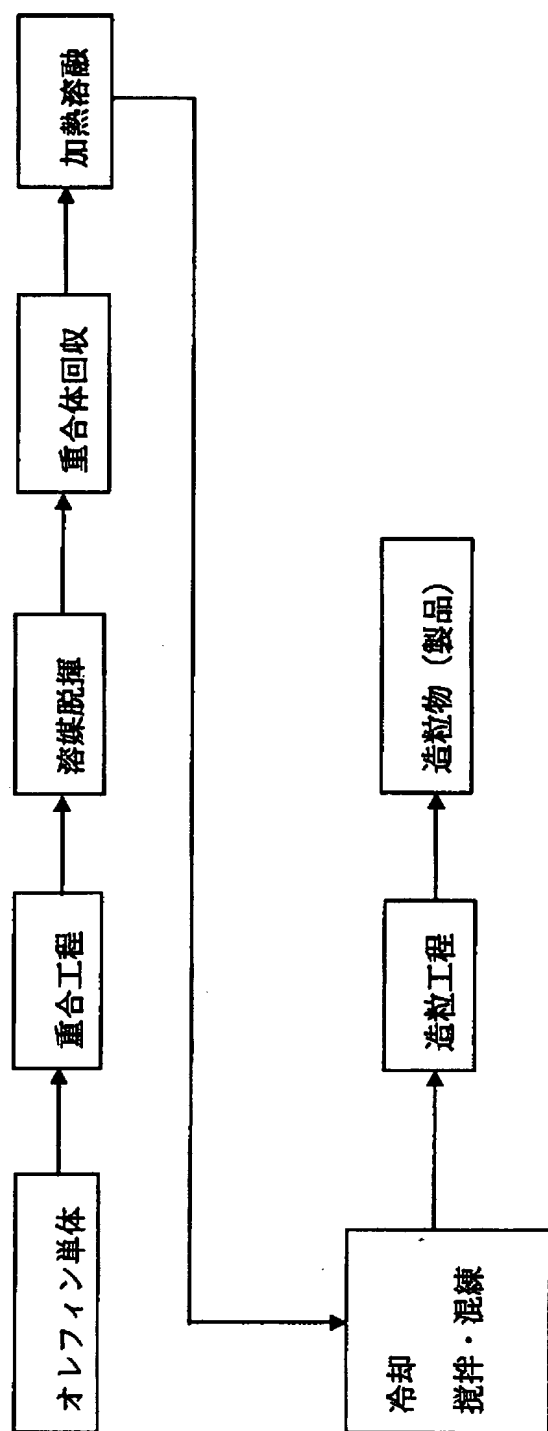 オレフィン単体
重合工程
溶媒脱揮
重合体回収
加熱溶融
冷却
撹拌・混練
造粒工程
造粒物（製品）